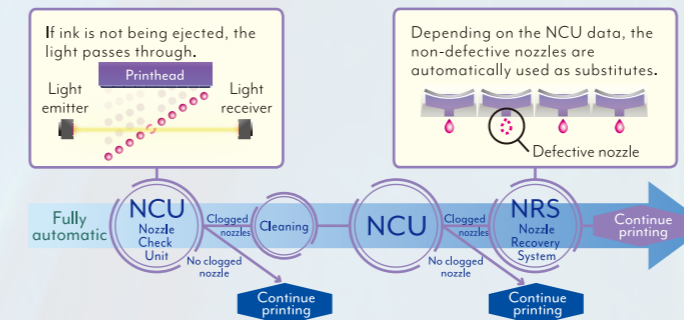 If ink is not being ejected, the
light passes through.
Printhead
Light
emitter
Light
receiver
Depending on the NCU data, the
non-defective nozzles are
automatically used as substitutes.
Defective nozzle
Fully
automatic
NCU
Nozzle
Check
Unit
Clogged
nozzles
No clogged
nozzle
Continue
printing
Cleaning
NCU
Clogged
nozzles
No clogged
nozzle
Continue
printing
NRS
Nozzle
Recovery
System
Continue
printing